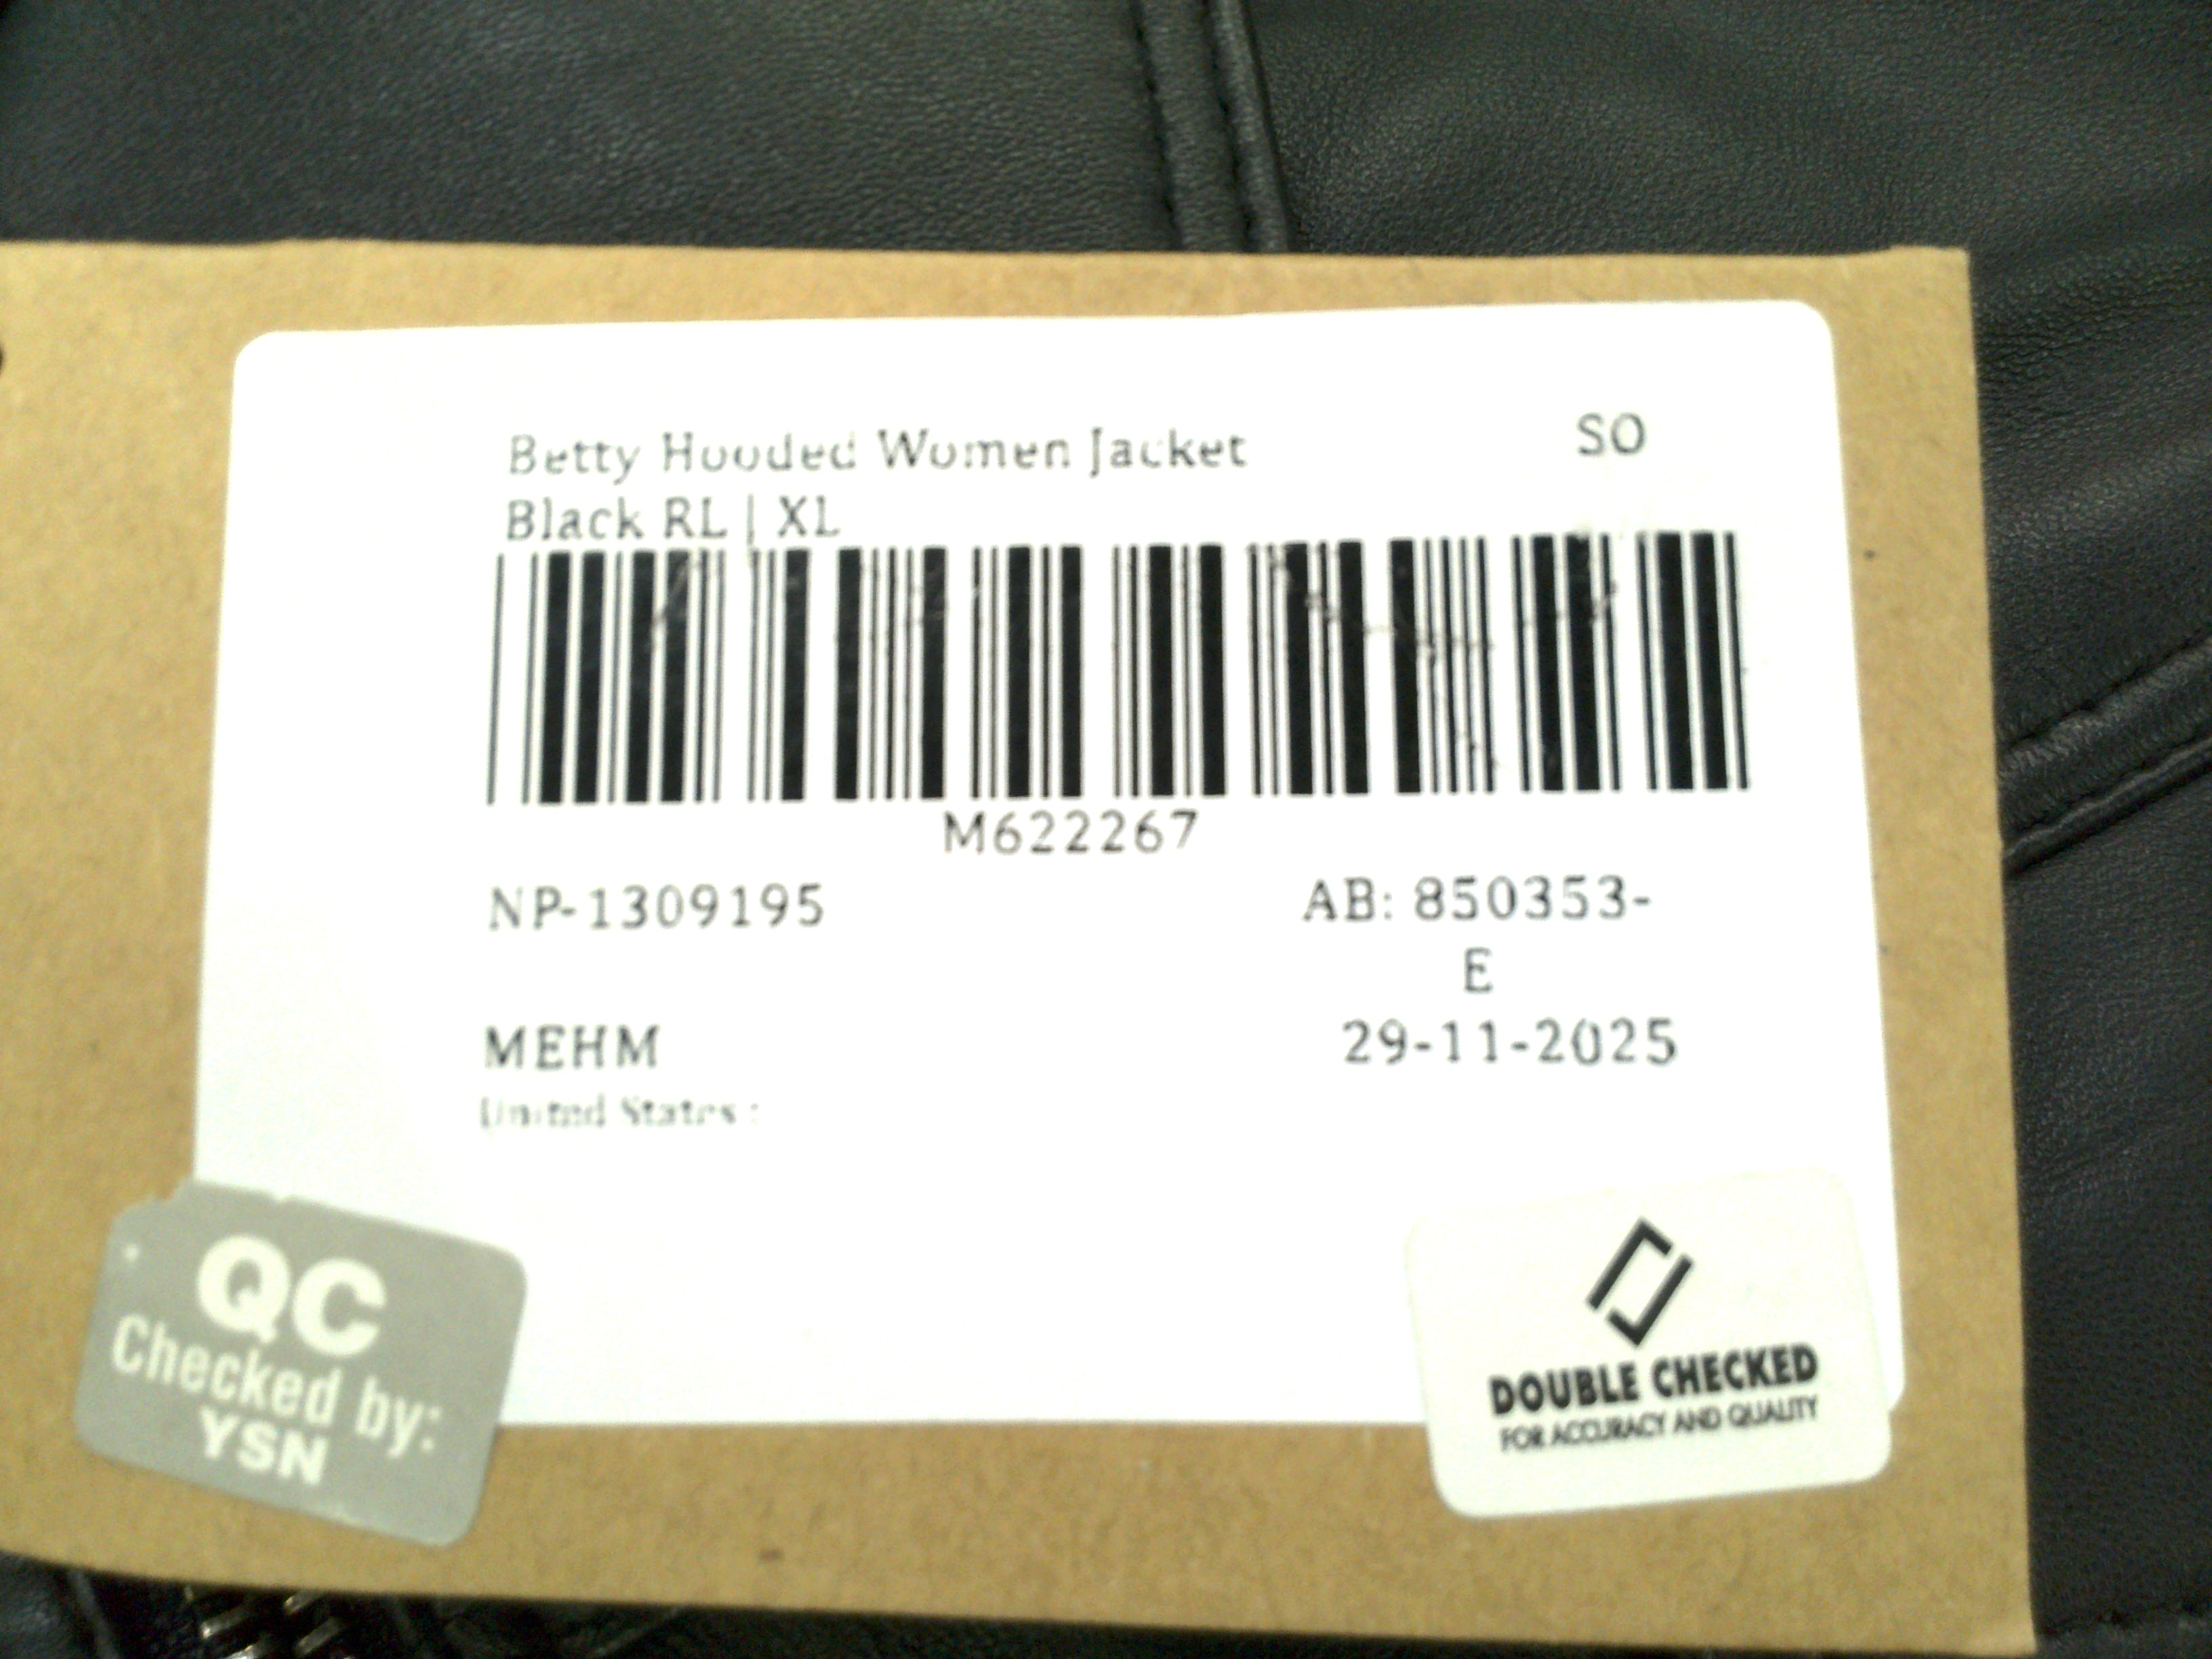 Betty Hooded Women Jacket
SO
Black RL | XL
M622267
NP-1309195
AB: 850353-
E
MEHM
29-11-2025
United States :
QC
Checked by:
YSN
DOUBLE CHECKED
FOR ACCURACY AND QUALITY